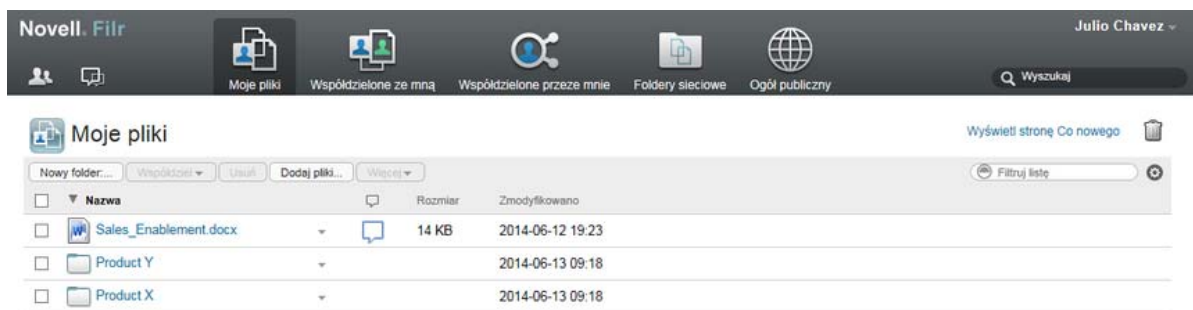 Novell. Filr
Julio Chavez
Moje pliki
Współdzielone ze mną
Współdzielone przeze mnie
Foldery sieciowe
Ogół publiczny
Wyszukaj
Moje pliki
Wyświetl stronę Co nowego
Nowy folder:...
Współdziel
Usuń
Dodaj pliki...
Więcej
Filtruj listę
Nazwa
Rozmiar
Zmodyfikowano
Sales_Enablement.docx 14 KB 2014-06-12 19:23
Product Y 2014-06-13 09:18
Product X 2014-06-13 09:18